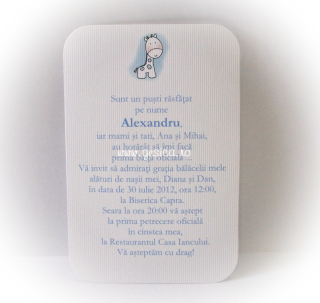 Sunt un puști răsfățat
pe nume
Alexandru,
iar mami și tati, Ana și Mihai,
au hotărât să îmi facă
prima baița oficială ...
Vă invit să admirați grația bălăcelii mele
alături de nașii mei, Diana și Dan,
în data de 30 iulie 2012, ora 12:00,
la Biserica Capra.
Seara la ora 20:00 vă aștept
la prima petrecere oficială
în cinstea mea,
la Restaurantul Casa Iancului.
Vă așteptăm cu drag!